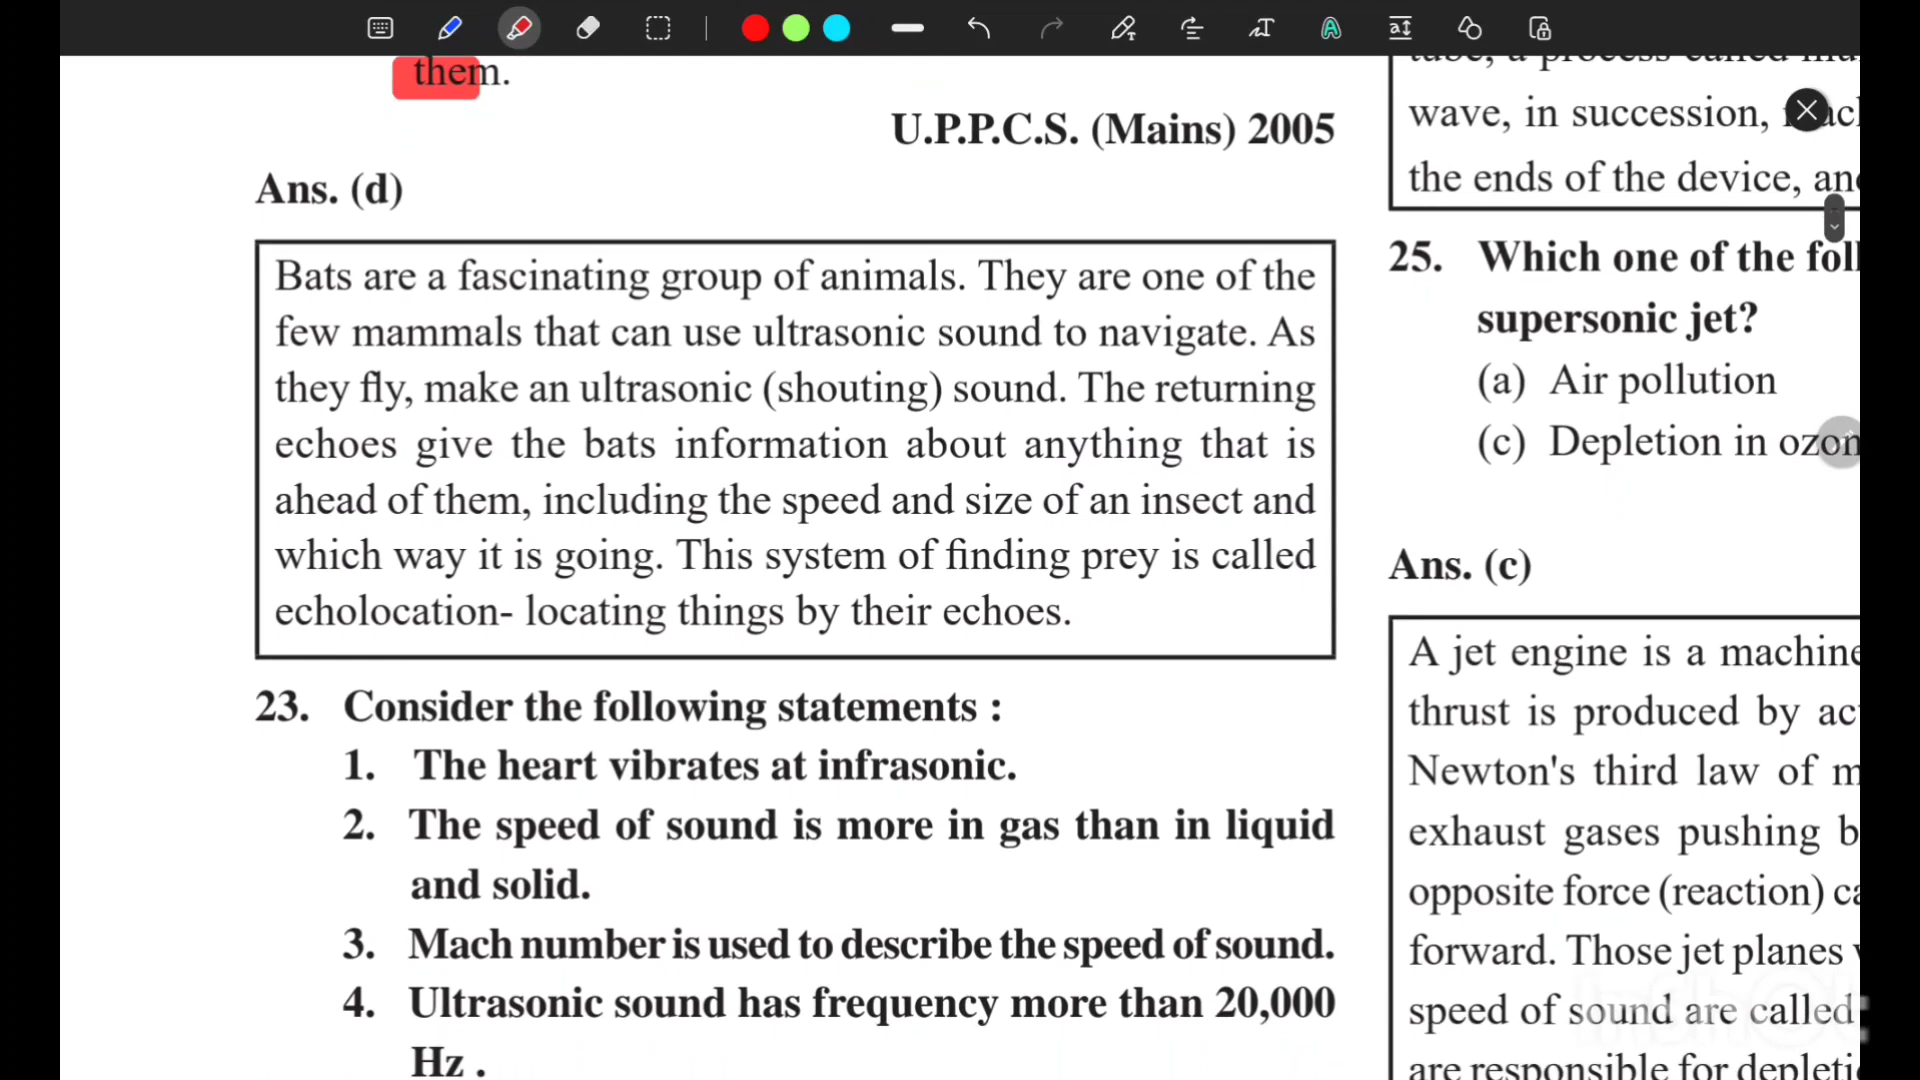 them.
U.P.P.C.S. (Mains) 2005
Ans. (d)
Bats are a fascinating group of animals. They are one of the
few mammals that can use ultrasonic sound to navigate. As
they fly, make an ultrasonic (shouting) sound. The returning
echoes give the bats information about anything that is
ahead of them, including the speed and size of an insect and
which way it is going. This system of finding prey is called
echolocation- locating things by their echoes.
23. Consider the following statements :
1. The heart vibrates at infrasonic.
2. The speed of sound is more in gas than in liquid
and solid.
3. Mach number is used to describe the speed of sound.
4. Ultrasonic sound has frequency more than 20,000
Hz .
tube, a process called
wave, in succession,
the ends of the device,
25. Which one of the
supersonic jet?
(a) Air pollution
(c) Depletion in
Ans. (c)
A jet engine is a
thrust is produced by
Newton's third law of
exhaust gases pushing
opposite force (reaction)
forward. Those jet planes
speed of sound are called
are responsible for